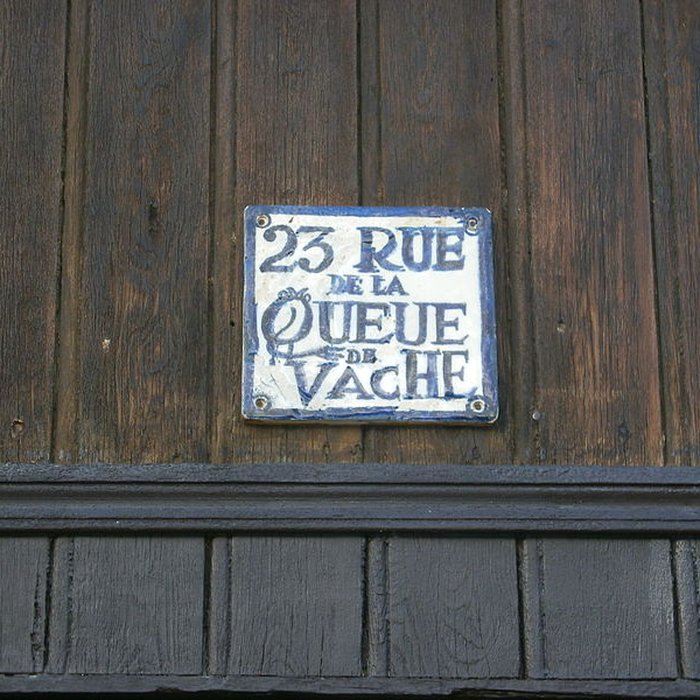 23 RUE
DE LA
QUEUE
DE
VACHE